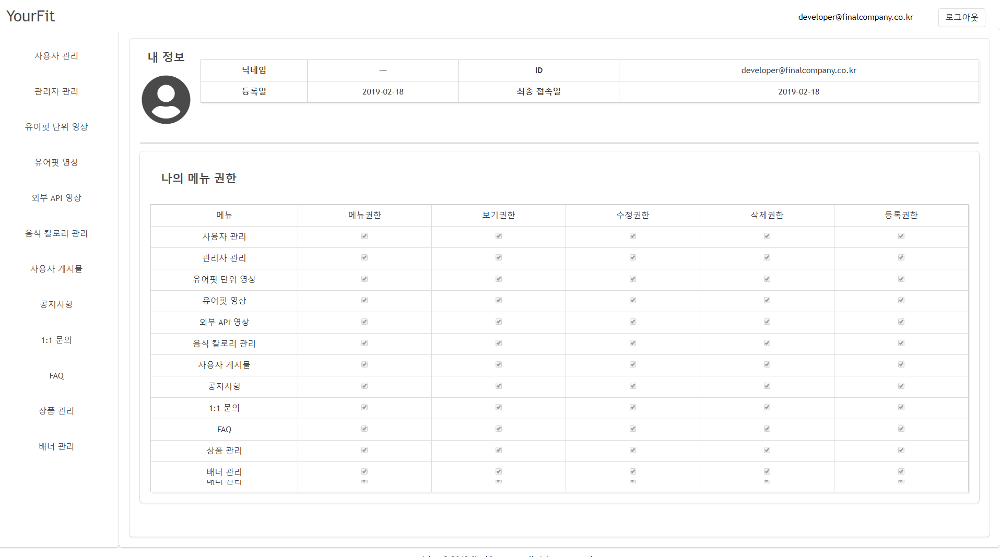 YourFit
developer@finalcompany.co.kr 로그아웃
사용자 관리
관리자 관리
유어핏 단위 영상
유어핏 영상
외부 API 영상
음식 칼로리 관리
사용자 게시물
공지사항
1:1 문의
FAQ
상품 관리
배너 관리
내 정보
닉네임 — ID developer@finalcompany.co.kr
등록일 2019-02-18 최종 접속일 2019-02-18
나의 메뉴 권한
메뉴 메뉴권한 보기권한 수정권한 삭제권한 등록권한
사용자 관리
관리자 관리
유어핏 단위 영상
유어핏 영상
외부 API 영상
음식 칼로리 관리
사용자 게시물
공지사항
1:1 문의
FAQ
상품 관리
배너 관리
배너 관리